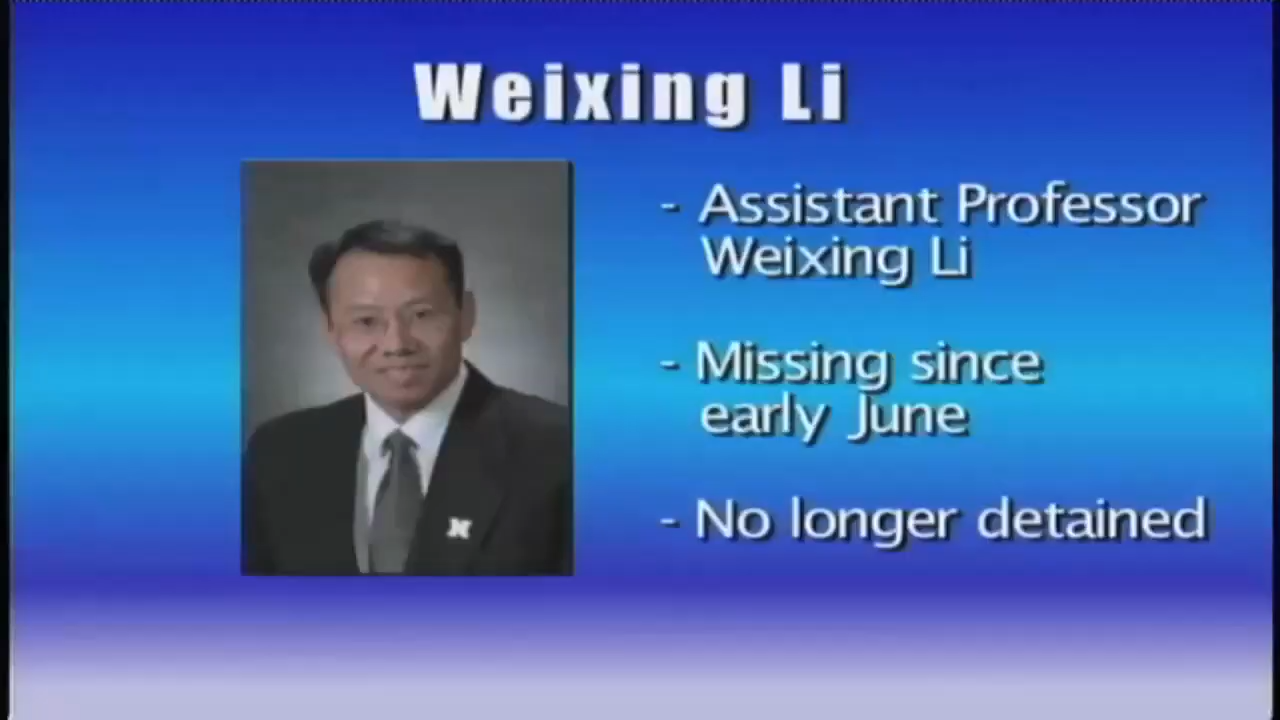 Weixing Li
- Assistant Professor
Weixing Li
- Missing since
early June
- No longer detained
N